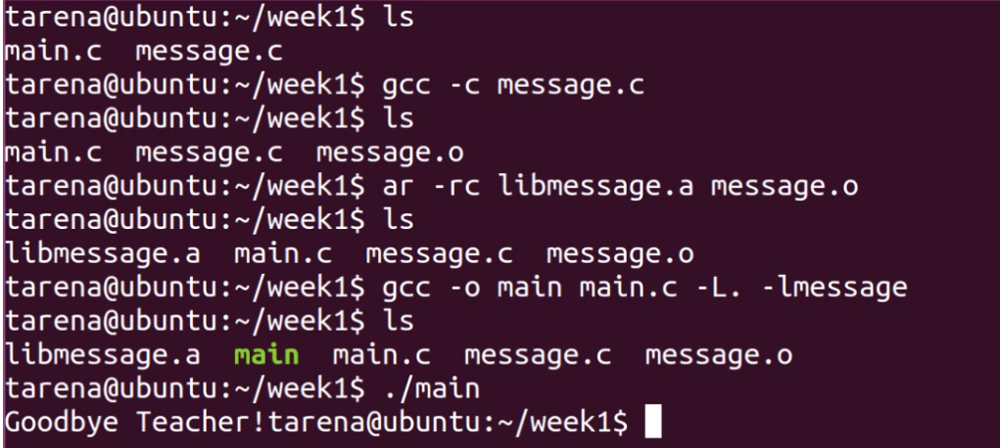 tarena@ubuntu:~/week1$ ls
main.c  message.c
tarena@ubuntu:~/week1$ gcc -c message.c
tarena@ubuntu:~/week1$ ls
main.c  message.c  message.o
tarena@ubuntu:~/week1$ ar -rc libmessage.a message.o
tarena@ubuntu:~/week1$ ls
libmessage.a  main.c  message.c  message.o
tarena@ubuntu:~/week1$ gcc -o main main.c -L. -lmessage
tarena@ubuntu:~/week1$ ls
libmessage.a  main  main.c  message.c  message.o
tarena@ubuntu:~/week1$ ./main
Goodbye Teacher!tarena@ubuntu:~/week1$